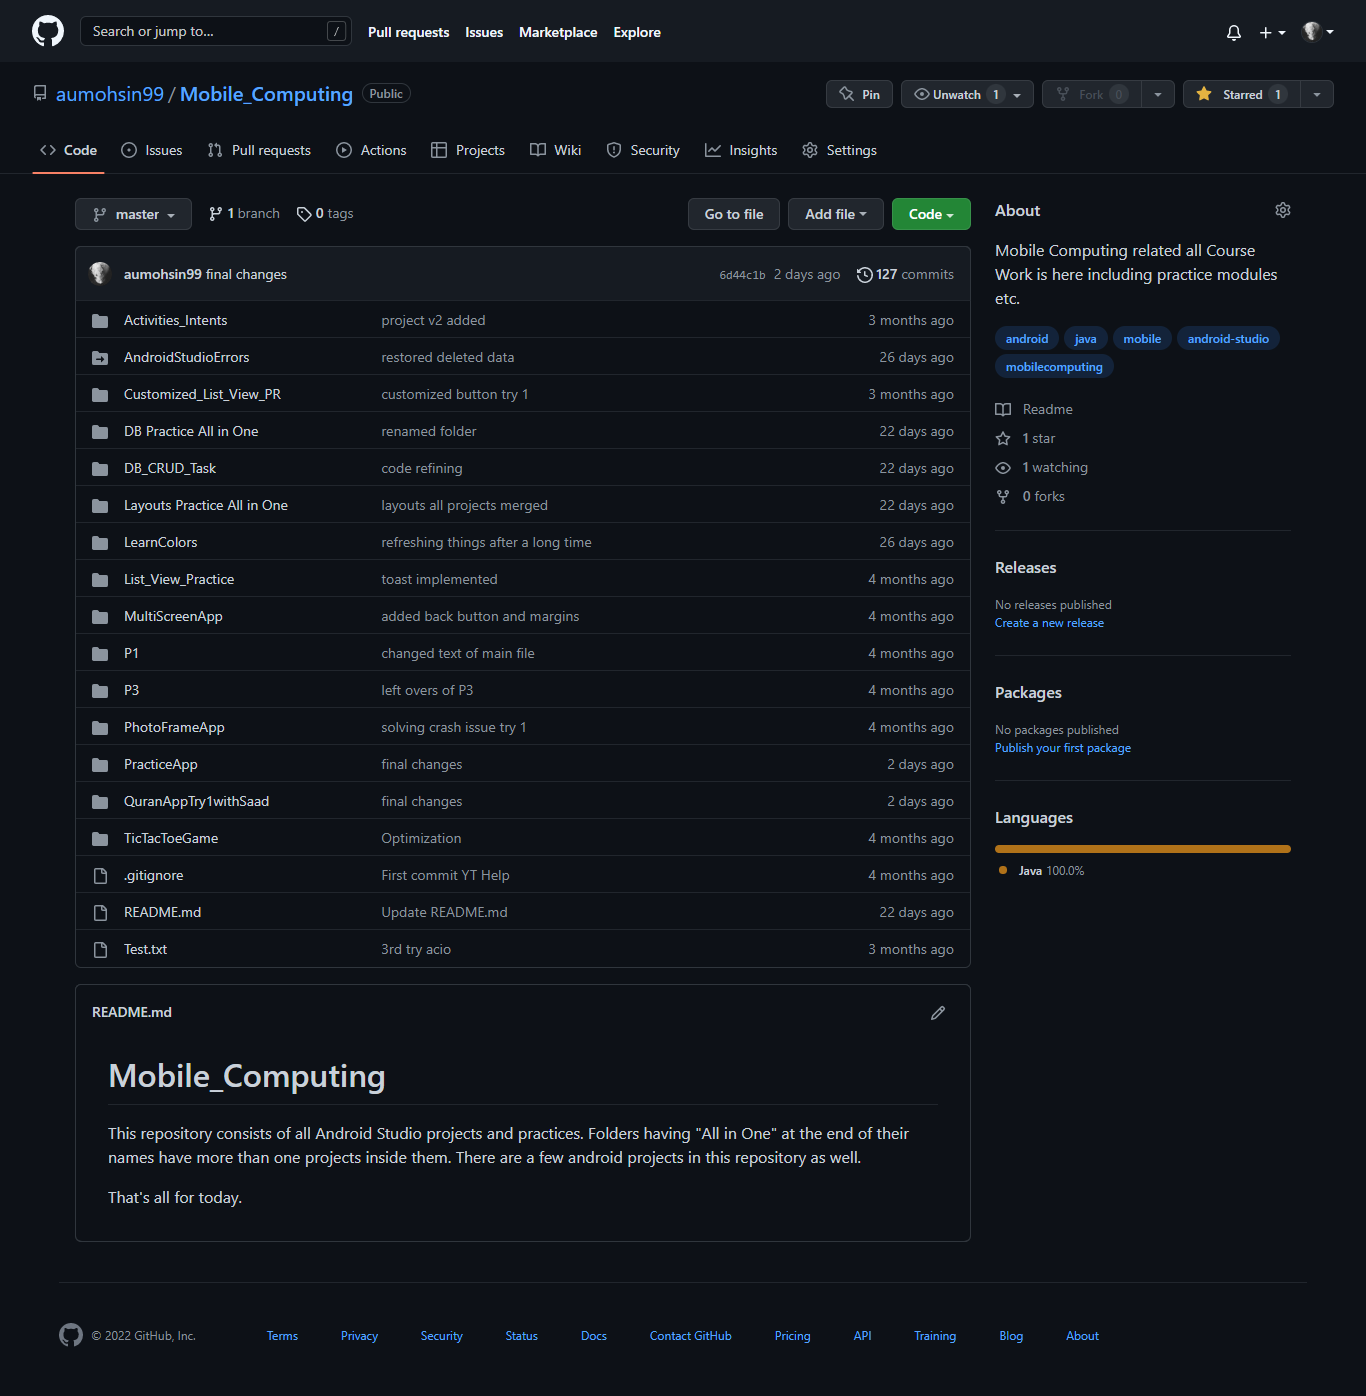 Search or jump to... /
Pull requests Issues Marketplace Explore
aumohsin99 / Mobile_Computing Public
Pin Unwatch 1 Fork 0 Starred 1
Code Issues Pull requests Actions Projects Wiki Security Insights Settings
master 1 branch 0 tags Go to file Add file Code
aumohsin99 final changes 6d44c1b 2 days ago 127 commits
Activities_Intents project v2 added 3 months ago
AndroidStudioErrors restored deleted data 26 days ago
Customized_List_View_PR customized button try 1 3 months ago
DB Practice All in One renamed folder 22 days ago
DB_CRUD_Task code refining 22 days ago
Layouts Practice All in One layouts all projects merged 22 days ago
LearnColors refreshing things after a long time 26 days ago
List_View_Practice toast implemented 4 months ago
MultiScreenApp added back button and margins 4 months ago
P1 changed text of main file 4 months ago
P3 left overs of P3 4 months ago
PhotoFrameApp solving crash issue try 1 4 months ago
PracticeApp final changes 2 days ago
QuranAppTry1withSaad final changes 2 days ago
TicTacToeGame Optimization 4 months ago
.gitignore First commit YT Help 4 months ago
README.md Update README.md 22 days ago
Test.txt 3rd try acio 3 months ago
README.md
Mobile_Computing
This repository consists of all Android Studio projects and practices. Folders having "All in One" at the end of their
names have more than one projects inside them. There are a few android projects in this repository as well.
That's all for today.
About
Mobile Computing related all Course
Work is here including practice modules
etc.
android java mobile android-studio
mobilecomputing
Readme
1 star
1 watching
0 forks
Releases
No releases published
Create a new release
Packages
No packages published
Publish your first package
Languages
Java 100.0%
© 2022 GitHub, Inc. Terms Privacy Security Status Docs Contact GitHub Pricing API Training Blog About